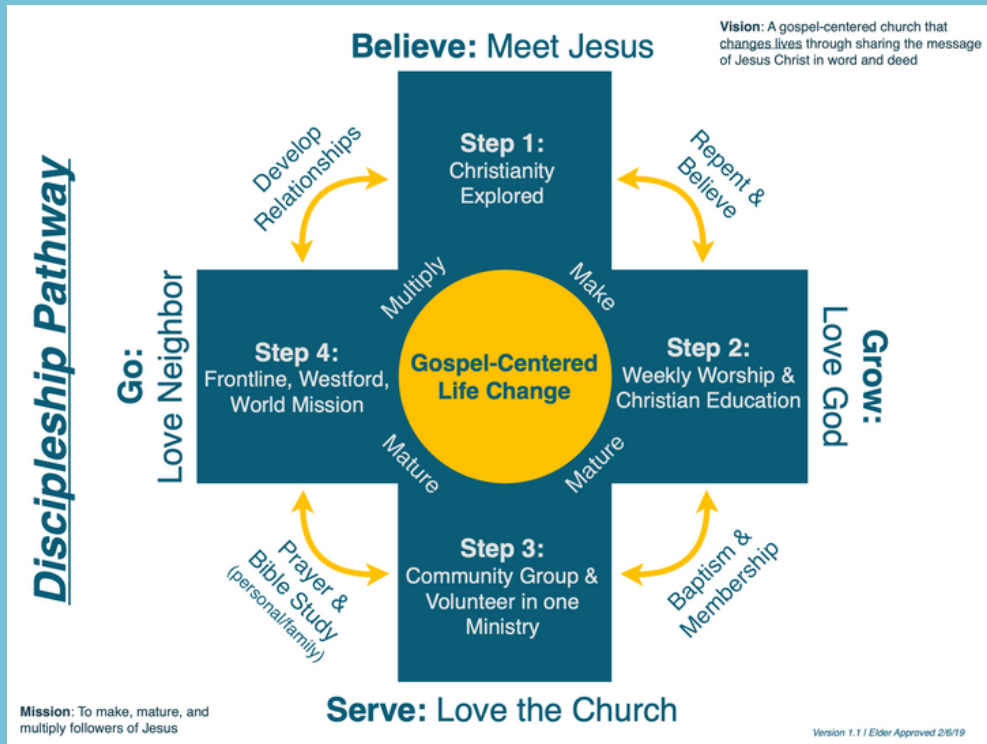 Believe: Meet Jesus
Vision: A gospel-centered church that
changes lives through sharing the message
of Jesus Christ in word and deed
Discipleship Pathway
Develop
Relationships
Step 1:
Christianity
Explored
Repent &
Believe
Multiply
Make
Go:
Love Neighbor
Step 4:
Frontline, Westford,
World Mission
Gospel-Centered
Life Change
Step 2:
Weekly Worship &
Christian Education
Grow:
Love God
Mature
Mature
Prayer &
Bible Study
(personal/family)
Step 3:
Community Group &
Volunteer in one
Ministry
Baptism &
Membership
Serve: Love the Church
Mission: To make, mature, and
multiply followers of Jesus
Version 1.1 | Elder Approved 2/6/19